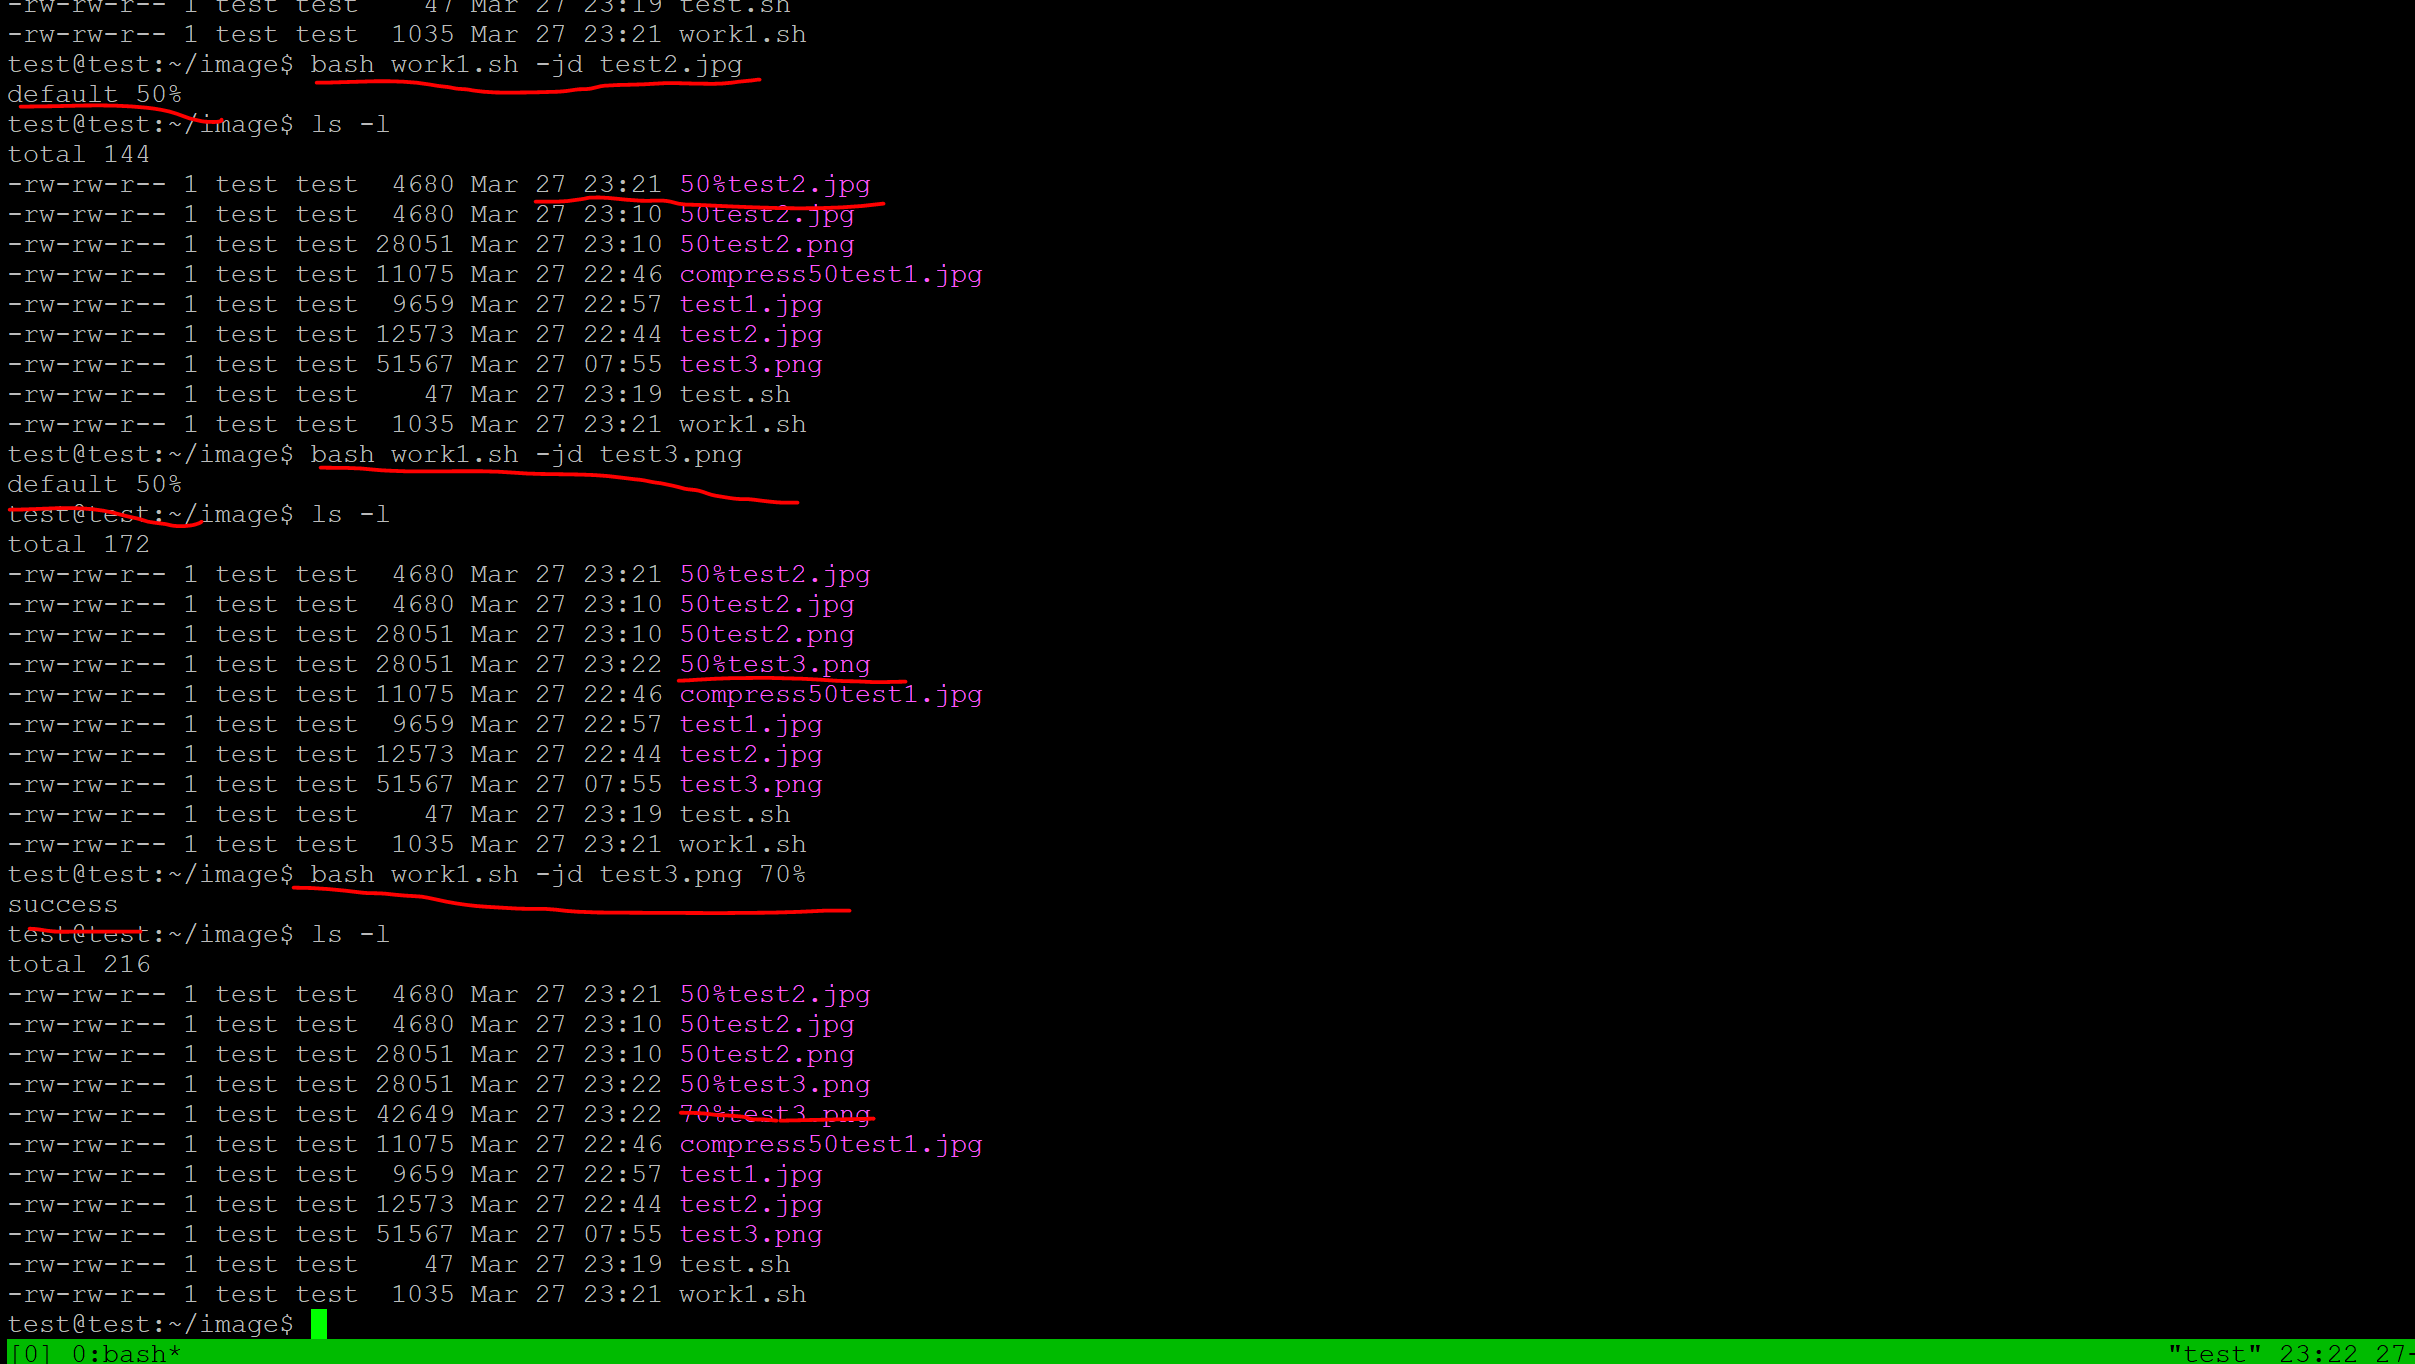 -rw-rw-r-- 1 test test    47 Mar 27 23:19 test.sh
-rw-rw-r-- 1 test test  1035 Mar 27 23:21 work1.sh
test@test:~/image$ bash work1.sh -jd test2.jpg
default 50%
test@test:~/image$ ls -l
total 144
-rw-rw-r-- 1 test test  4680 Mar 27 23:21 50%test2.jpg
-rw-rw-r-- 1 test test  4680 Mar 27 23:10 50test2.jpg
-rw-rw-r-- 1 test test 28051 Mar 27 23:10 50test2.png
-rw-rw-r-- 1 test test 11075 Mar 27 22:46 compress50test1.jpg
-rw-rw-r-- 1 test test  9659 Mar 27 22:57 test1.jpg
-rw-rw-r-- 1 test test 12573 Mar 27 22:44 test2.jpg
-rw-rw-r-- 1 test test 51567 Mar 27 07:55 test3.png
-rw-rw-r-- 1 test test    47 Mar 27 23:19 test.sh
-rw-rw-r-- 1 test test  1035 Mar 27 23:21 work1.sh
test@test:~/image$ bash work1.sh -jd test3.png
default 50%
test@test:~/image$ ls -l
total 172
-rw-rw-r-- 1 test test  4680 Mar 27 23:21 50%test2.jpg
-rw-rw-r-- 1 test test  4680 Mar 27 23:10 50test2.jpg
-rw-rw-r-- 1 test test 28051 Mar 27 23:10 50test2.png
-rw-rw-r-- 1 test test 28051 Mar 27 23:22 50%test3.png
-rw-rw-r-- 1 test test 11075 Mar 27 22:46 compress50test1.jpg
-rw-rw-r-- 1 test test  9659 Mar 27 22:57 test1.jpg
-rw-rw-r-- 1 test test 12573 Mar 27 22:44 test2.jpg
-rw-rw-r-- 1 test test 51567 Mar 27 07:55 test3.png
-rw-rw-r-- 1 test test    47 Mar 27 23:19 test.sh
-rw-rw-r-- 1 test test  1035 Mar 27 23:21 work1.sh
test@test:~/image$ bash work1.sh -jd test3.png 70%
success
test@test:~/image$ ls -l
total 216
-rw-rw-r-- 1 test test  4680 Mar 27 23:21 50%test2.jpg
-rw-rw-r-- 1 test test  4680 Mar 27 23:10 50test2.jpg
-rw-rw-r-- 1 test test 28051 Mar 27 23:10 50test2.png
-rw-rw-r-- 1 test test 28051 Mar 27 23:22 50%test3.png
-rw-rw-r-- 1 test test 42649 Mar 27 23:22 70%test3.png
-rw-rw-r-- 1 test test 11075 Mar 27 22:46 compress50test1.jpg
-rw-rw-r-- 1 test test  9659 Mar 27 22:57 test1.jpg
-rw-rw-r-- 1 test test 12573 Mar 27 22:44 test2.jpg
-rw-rw-r-- 1 test test 51567 Mar 27 07:55 test3.png
-rw-rw-r-- 1 test test    47 Mar 27 23:19 test.sh
-rw-rw-r-- 1 test test  1035 Mar 27 23:21 work1.sh
test@test:~/image$
[0] 0:bash* "test" 23:22 27-